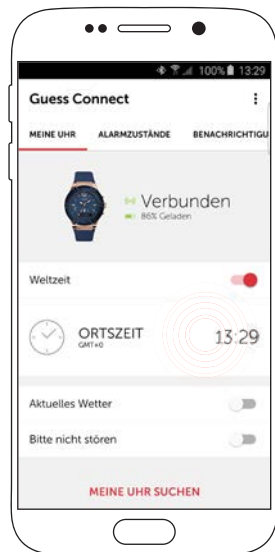 100% 13:29
Guess Connect
MEINE UHR ALARMZUSTÄNDE BENACHRICHTIGU
Verbunden
86% Geladen
Weltzeit
ORTSZEIT
GMT+0
13:29
Aktuelles Wetter
Bitte nicht stören
MEINE UHR SUCHEN